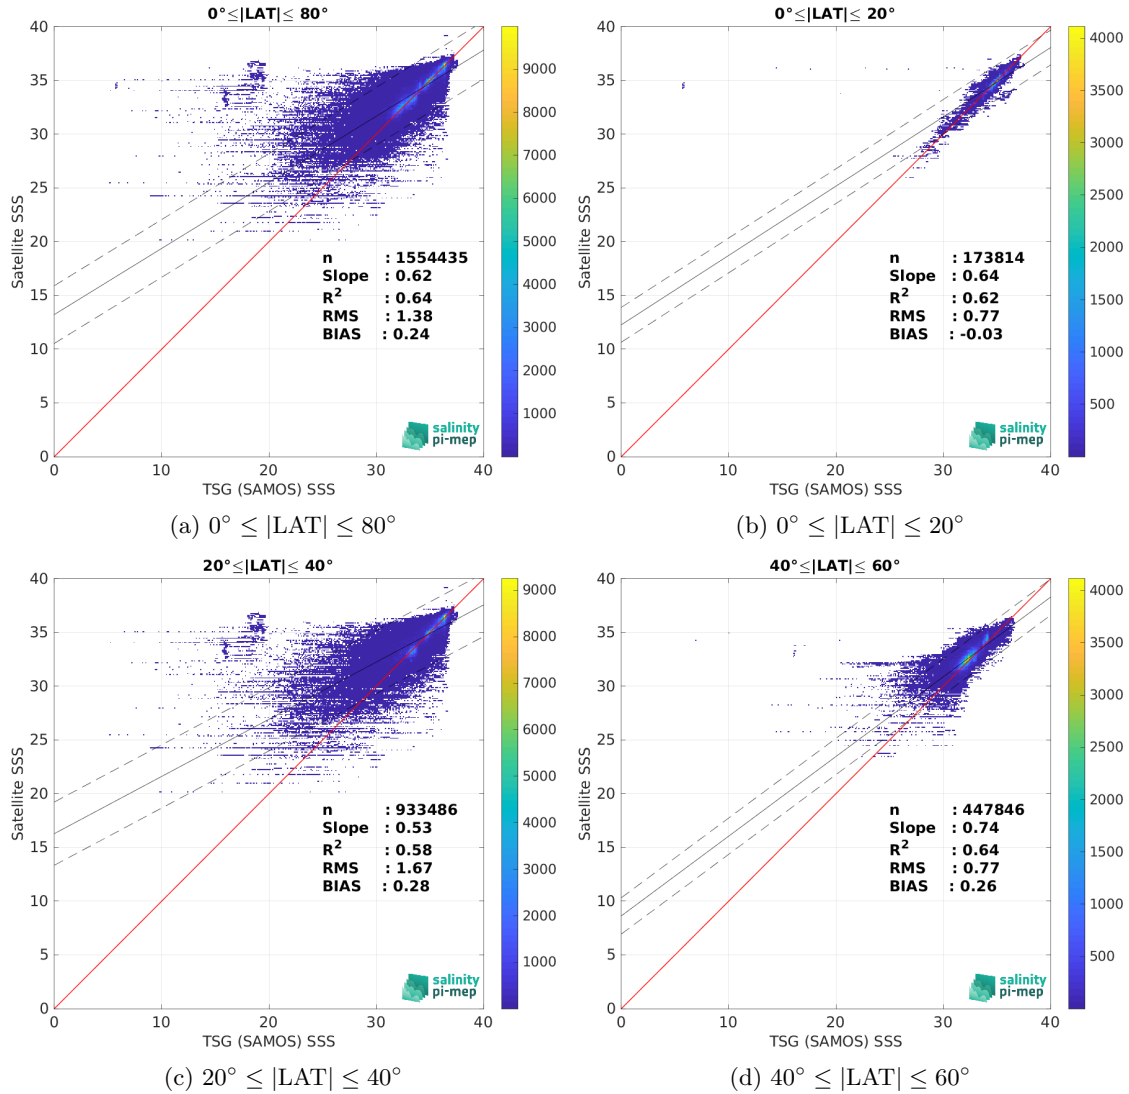 0°≤|LAT|≤ 80°
40
35
30
25
20
15
10
5
0
Satellite SSS
n : 1554435
Slope : 0.62
R² : 0.64
RMS : 1.38
BIAS : 0.24
salinity
pi-mep
0 10 20 30 40
TSG (SAMOS) SSS
9000
8000
7000
6000
5000
4000
3000
2000
1000
(a) 0° ≤ |LAT| ≤ 80°
0°≤|LAT|≤ 20°
40
35
30
25
20
15
10
5
0
Satellite SSS
n : 173814
Slope : 0.64
R² : 0.62
RMS : 0.77
BIAS : -0.03
salinity
pi-mep
0 10 20 30 40
TSG (SAMOS) SSS
4000
3500
3000
2500
2000
1500
1000
500
(b) 0° ≤ |LAT| ≤ 20°
20°≤|LAT|≤ 40°
40
35
30
25
20
15
10
5
0
Satellite SSS
n : 933486
Slope : 0.53
R² : 0.58
RMS : 1.67
BIAS : 0.28
salinity
pi-mep
0 10 20 30 40
TSG (SAMOS) SSS
9000
8000
7000
6000
5000
4000
3000
2000
1000
(c) 20° ≤ |LAT| ≤ 40°
40°≤|LAT|≤ 60°
40
35
30
25
20
15
10
5
0
Satellite SSS
n : 447846
Slope : 0.74
R² : 0.64
RMS : 0.77
BIAS : 0.26
salinity
pi-mep
0 10 20 30 40
TSG (SAMOS) SSS
4000
3500
3000
2500
2000
1500
1000
500
(d) 40° ≤ |LAT| ≤ 60°